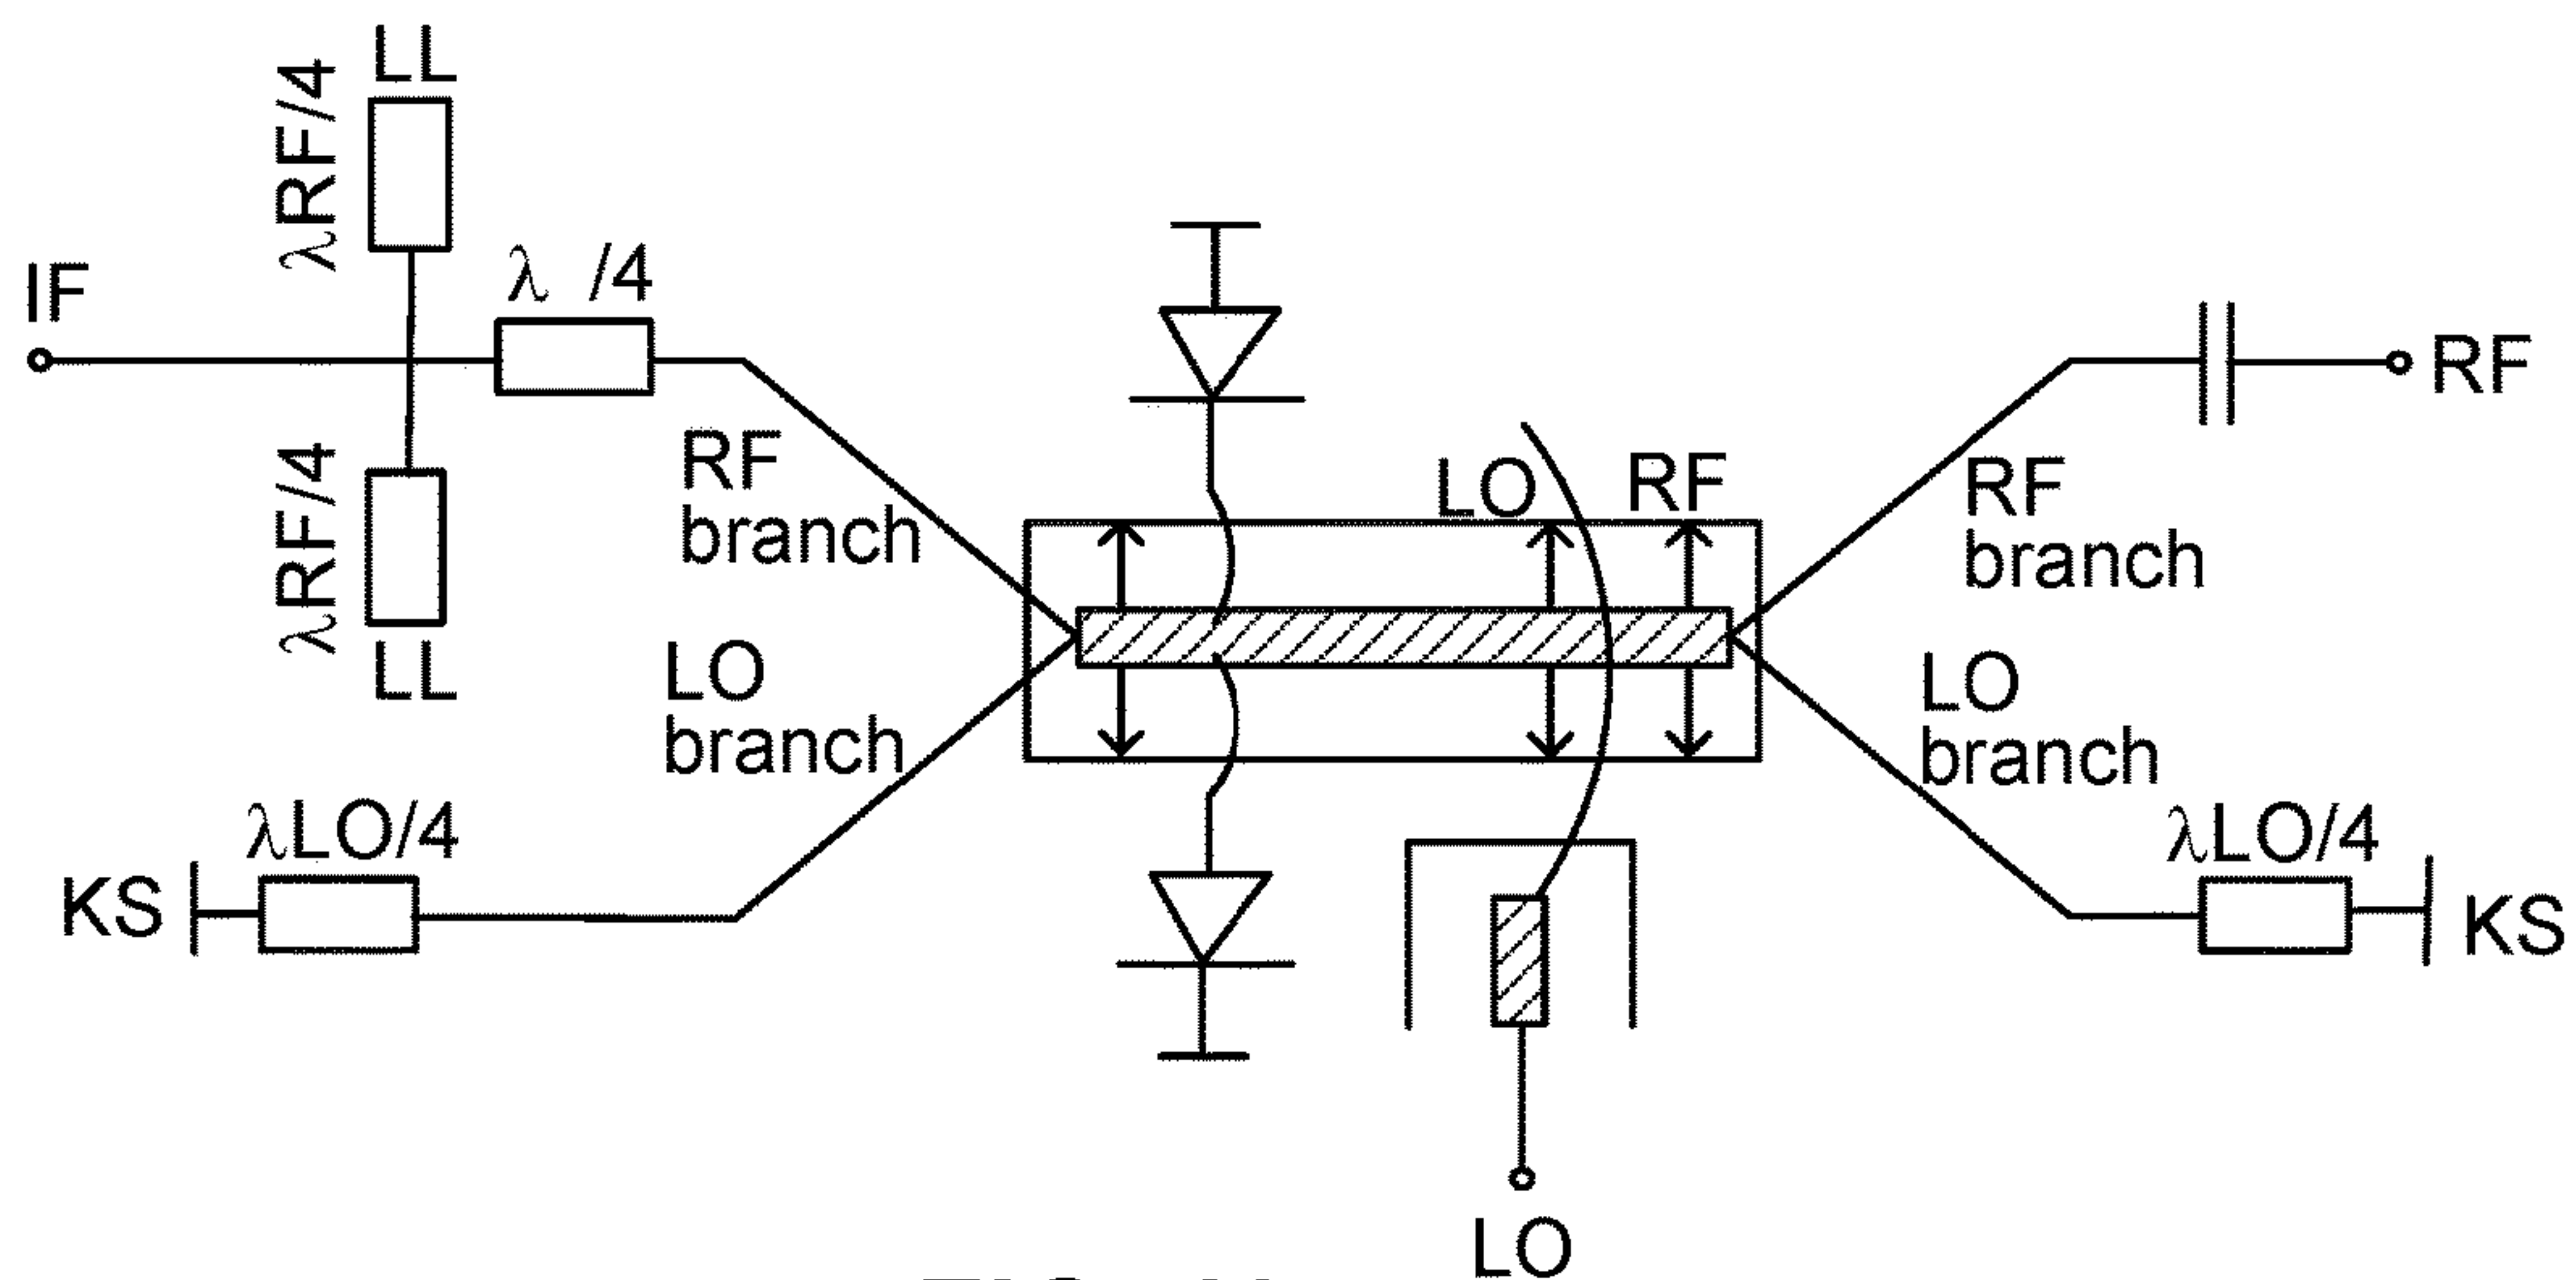 LL
λRF/4
IF
λ /4
RF
RF
branch
LO
RF
RF
branch
λRF/4
LL
LO
branch
LO
branch
λLO/4
KS
λLO/4
KS
LO